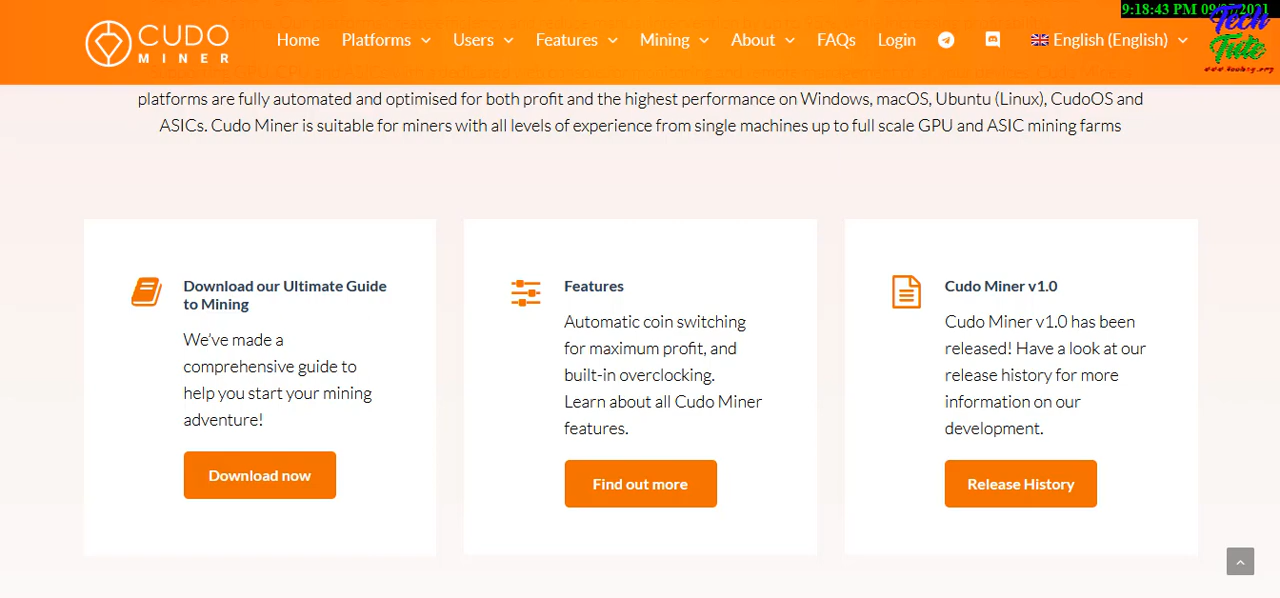 9:18:43 PM 09/
2021
Tech
Tute
CUDO
MINER
Home
Platforms
Users
Features
Mining
About
FAQs
Login
English (English)
platforms are fully automated and optimised for both profit and the highest performance on Windows, macOS, Ubuntu (Linux), CudoOS and
ASICs. Cudo Miner is suitable for miners with all levels of experience from single machines up to full scale GPU and ASIC mining farms
Download our Ultimate Guide
to Mining
We've made a
comprehensive guide to
help you start your mining
adventure!
Download now
Features
Automatic coin switching
for maximum profit, and
built-in overclocking.
Learn about all Cudo Miner
features.
Find out more
Cudo Miner v1.0
Cudo Miner v1.0 has been
released! Have a look at our
release history for more
information on our
development.
Release History